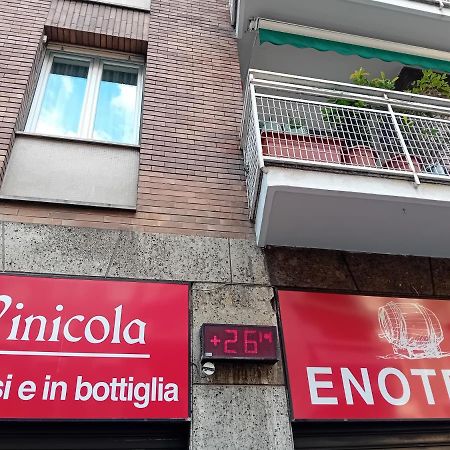 Vinicola
si e in bottiglia
+26
ENOTE